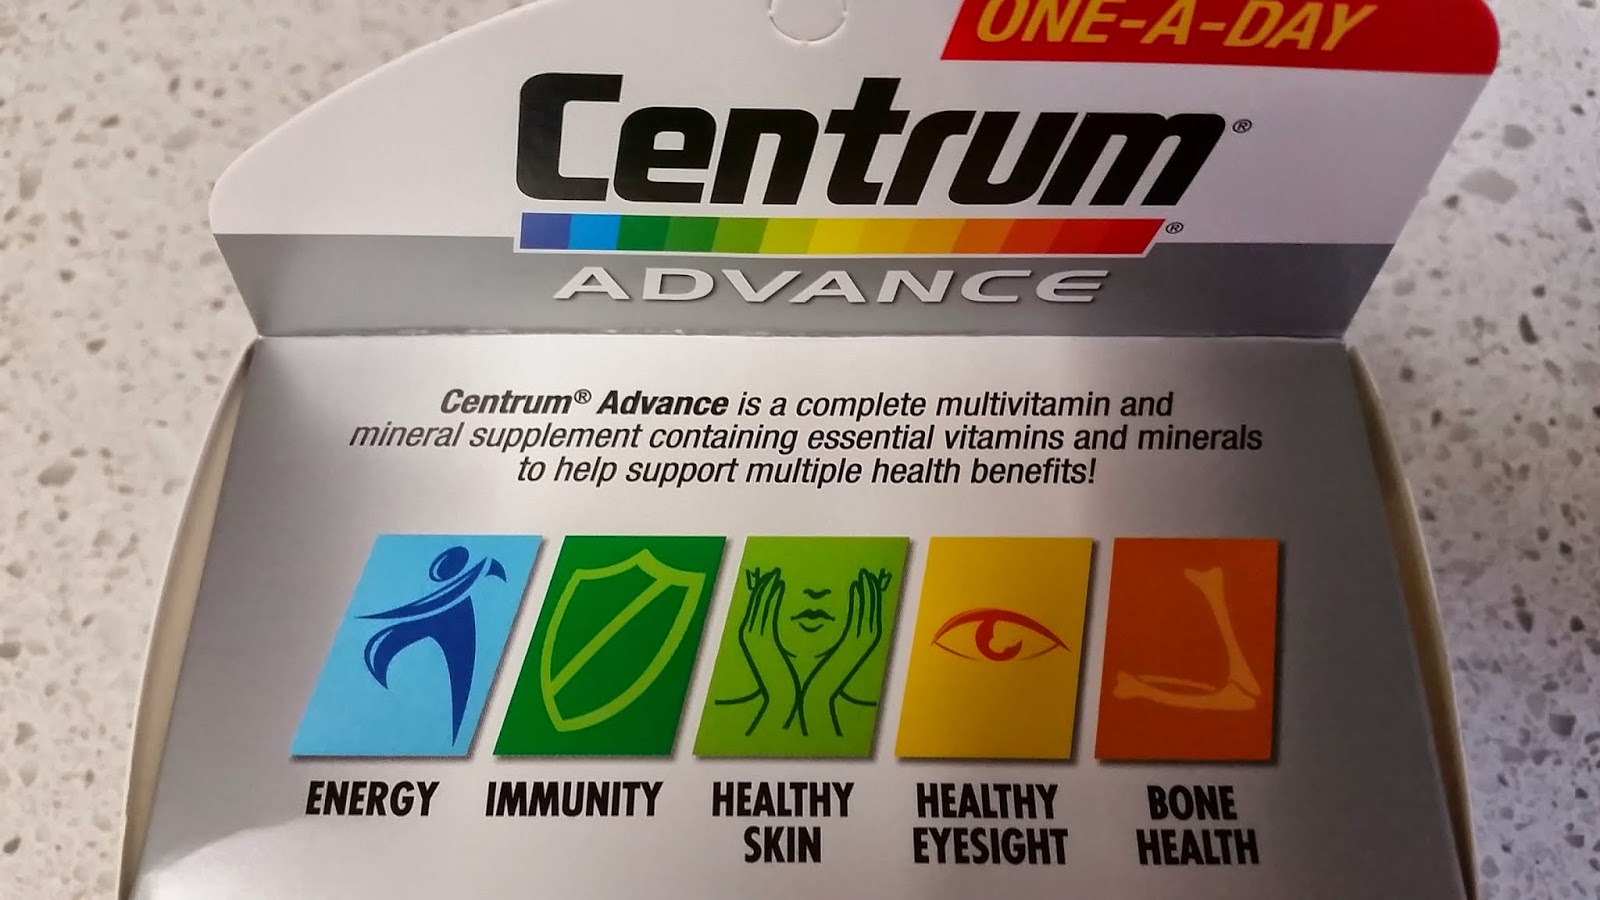 ONE-A-DAY
Centrum®
®
ADVANCE
Centrum® Advance is a complete multivitamin and
mineral supplement containing essential vitamins and minerals
to help support multiple health benefits!
ENERGY
IMMUNITY
HEALTHY
SKIN
HEALTHY
EYESIGHT
BONE
HEALTH